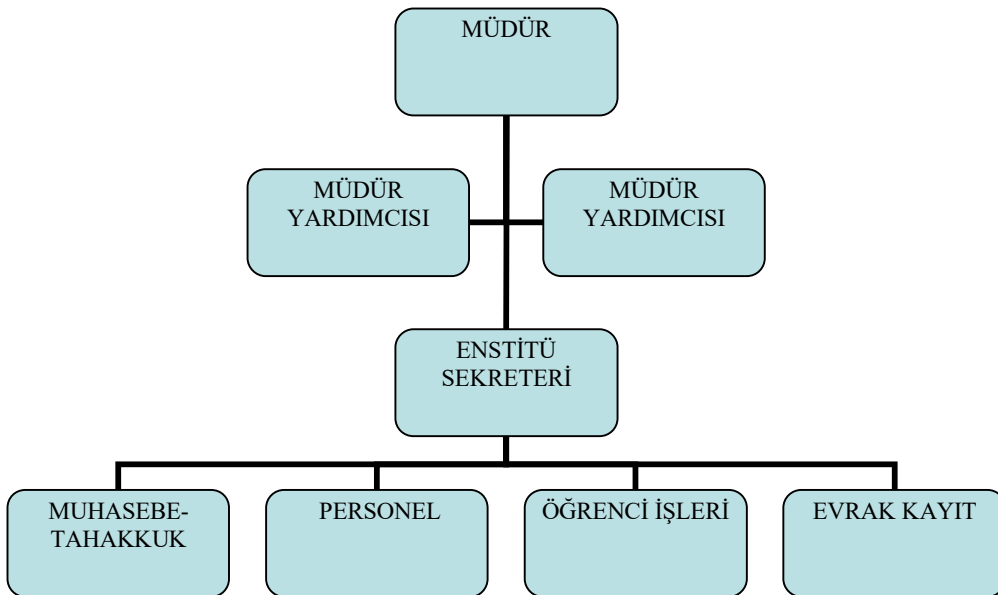 MÜDÜR
MÜDÜR
YARDIMCISI
MÜDÜR
YARDIMCISI
ENSTİTÜ
SEKRETERİ
MUHASEBE-
TAHAKKUK
PERSONEL
ÖĞRENCİ İŞLERİ
EVRAK KAYIT